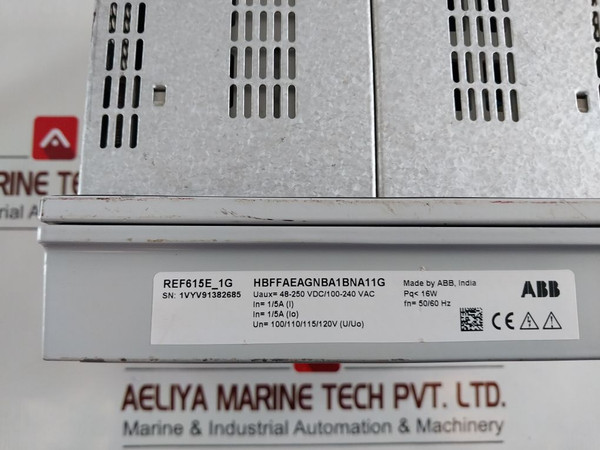 RINE TE
rial A
REF615E_1G
SN: 1VYV91382685
HBFFAEAGNBA1BNA11G
Uaux= 48-250 VDC/100-240 VAC
In= 1/5A (I)
In= 1/5A (Io)
Un= 100/110/115/120V (U/Uo)
Made by ABB, India
Pq< 16W
fn= 50/60 Hz
ABB
CE
AELIYA MARINE TECH PVT. LTD.
Marine & Industrial Automation & Machinery